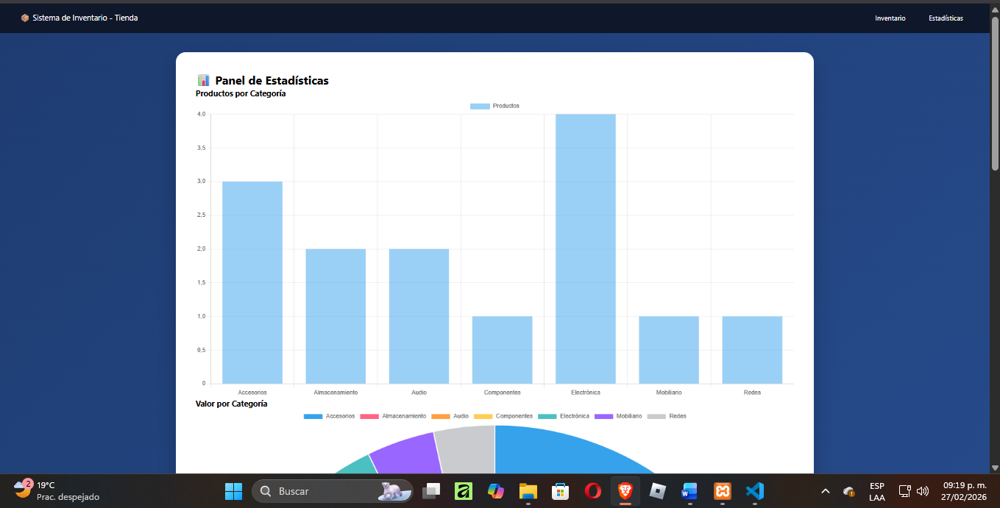 Sistema de Inventario - Tienda
Inventario
Estadísticas
Panel de Estadísticas
Productos por Categoría
Productos
4,0
3,5
3,0
2,5
2,0
1,5
1,0
0,5
0
Accesorios
Almacenamiento
Audio
Componentes
Electrónica
Mobiliario
Redes
Valor por Categoría
Accesorios
Almacenamiento
Audio
Componentes
Electrónica
Mobiliario
Redes
2
19°C
Prac. despejado
Buscar
ESP
LAA
09:19 p. m.
27/02/2026